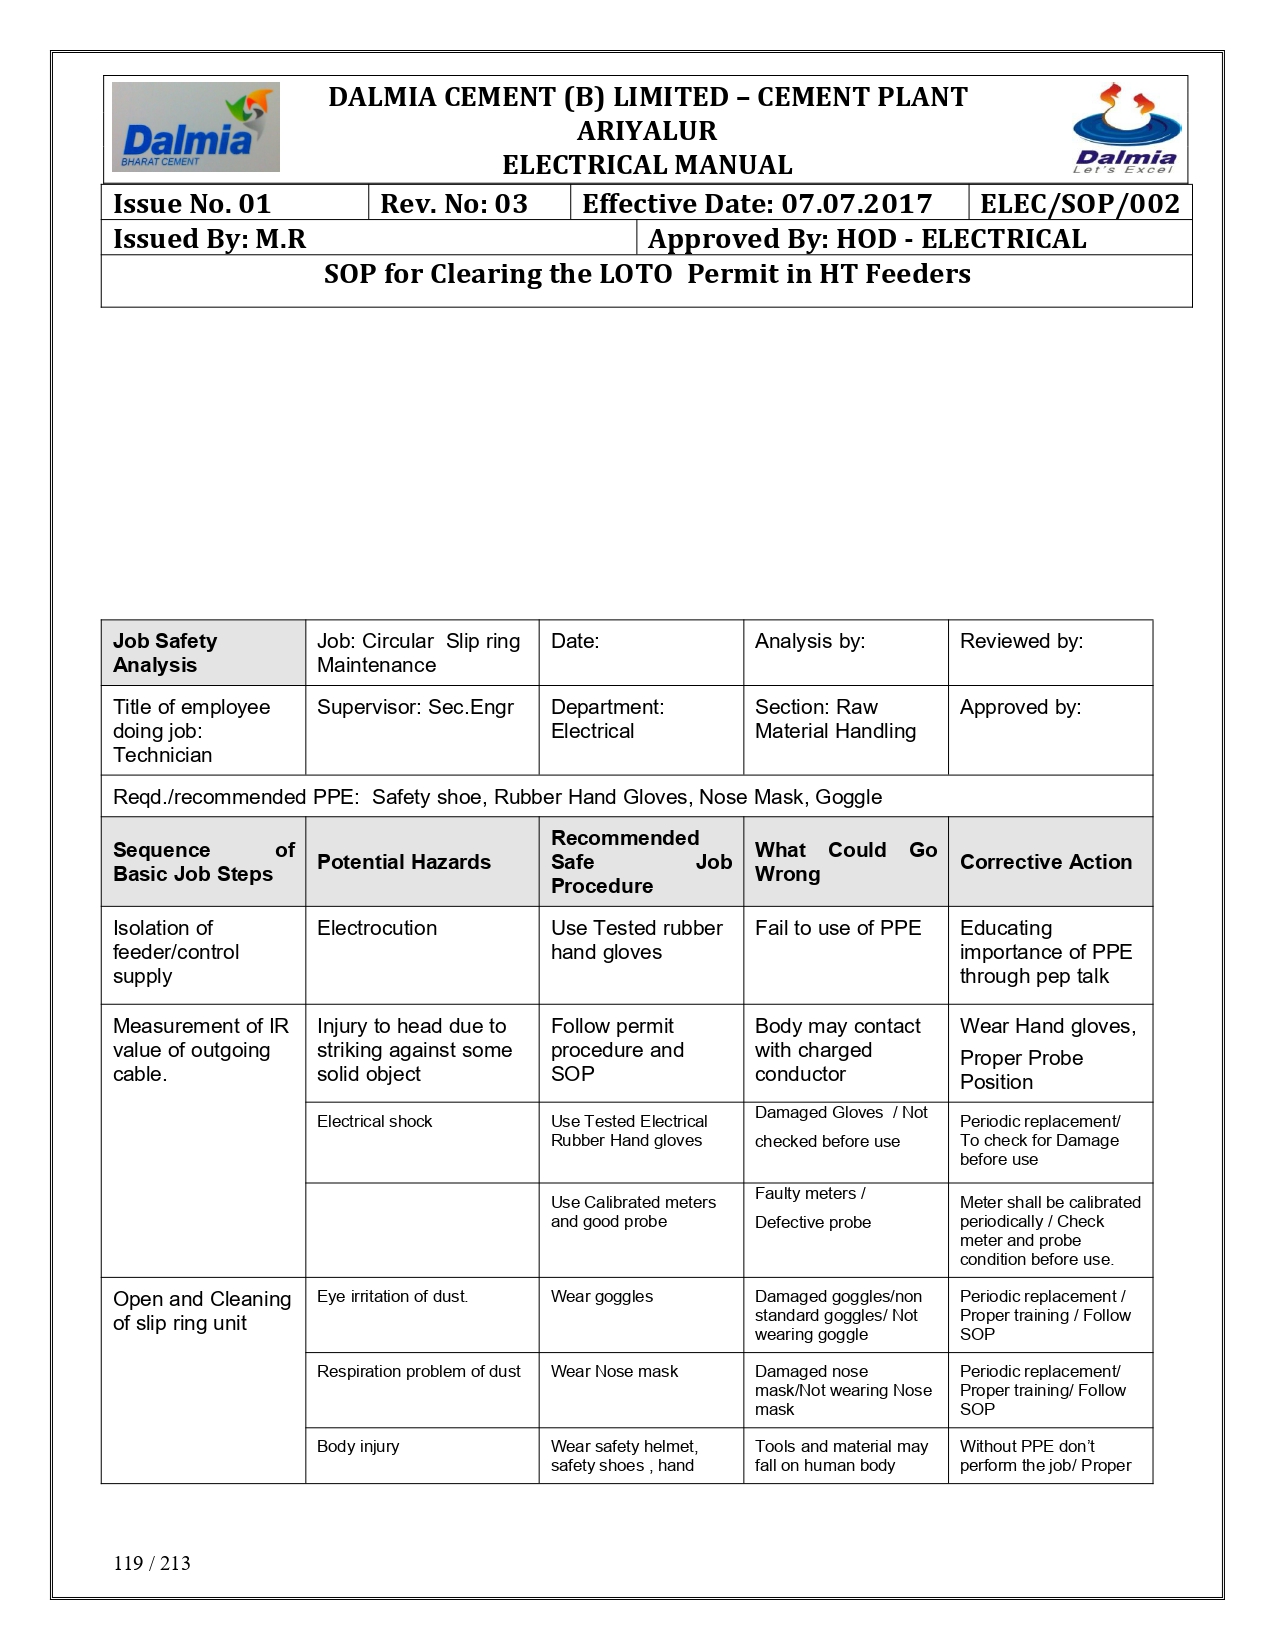 Dalmia
BHARAT CEMENT
DALMIA CEMENT (B) LIMITED – CEMENT PLANT
ARIYALUR
ELECTRICAL MANUAL
Dalmia
Let's Excel
Issue No. 01 Rev. No: 03 Effective Date: 07.07.2017 ELEC/SOP/002
Issued By: M.R Approved By: HOD - ELECTRICAL
SOP for Clearing the LOTO  Permit in HT Feeders
Job Safety
Analysis
Job: Circular  Slip ring
Maintenance
Date:
Analysis by:
Reviewed by:
Title of employee
doing job:
Technician
Supervisor: Sec.Engr
Department:
Electrical
Section: Raw
Material Handling
Approved by:
Reqd./recommended PPE:  Safety shoe, Rubber Hand Gloves, Nose Mask, Goggle
Sequence of
Basic Job Steps
Potential Hazards
Recommended
Safe Job
Procedure
What Could Go
Wrong
Corrective Action
Isolation of
feeder/control
supply
Electrocution
Use Tested rubber
hand gloves
Fail to use of PPE
Educating
importance of PPE
through pep talk
Measurement of IR
value of outgoing
cable.
Injury to head due to
striking against some
solid object
Follow permit
procedure and
SOP
Body may contact
with charged
conductor
Wear Hand gloves,
Proper Probe
Position
Electrical shock
Use Tested Electrical
Rubber Hand gloves
Damaged Gloves  / Not
checked before use
Periodic replacement/
To check for Damage
before use
Use Calibrated meters
and good probe
Faulty meters /
Defective probe
Meter shall be calibrated
periodically / Check
meter and probe
condition before use.
Open and Cleaning
of slip ring unit
Eye irritation of dust.
Wear goggles
Damaged goggles/non
standard goggles/ Not
wearing goggle
Periodic replacement /
Proper training / Follow
SOP
Respiration problem of dust
Wear Nose mask
Damaged nose
mask/Not wearing Nose
mask
Periodic replacement/
Proper training/ Follow
SOP
Body injury
Wear safety helmet,
safety shoes , hand
Tools and material may
fall on human body
Without PPE don’t
perform the job/ Proper
119 / 213